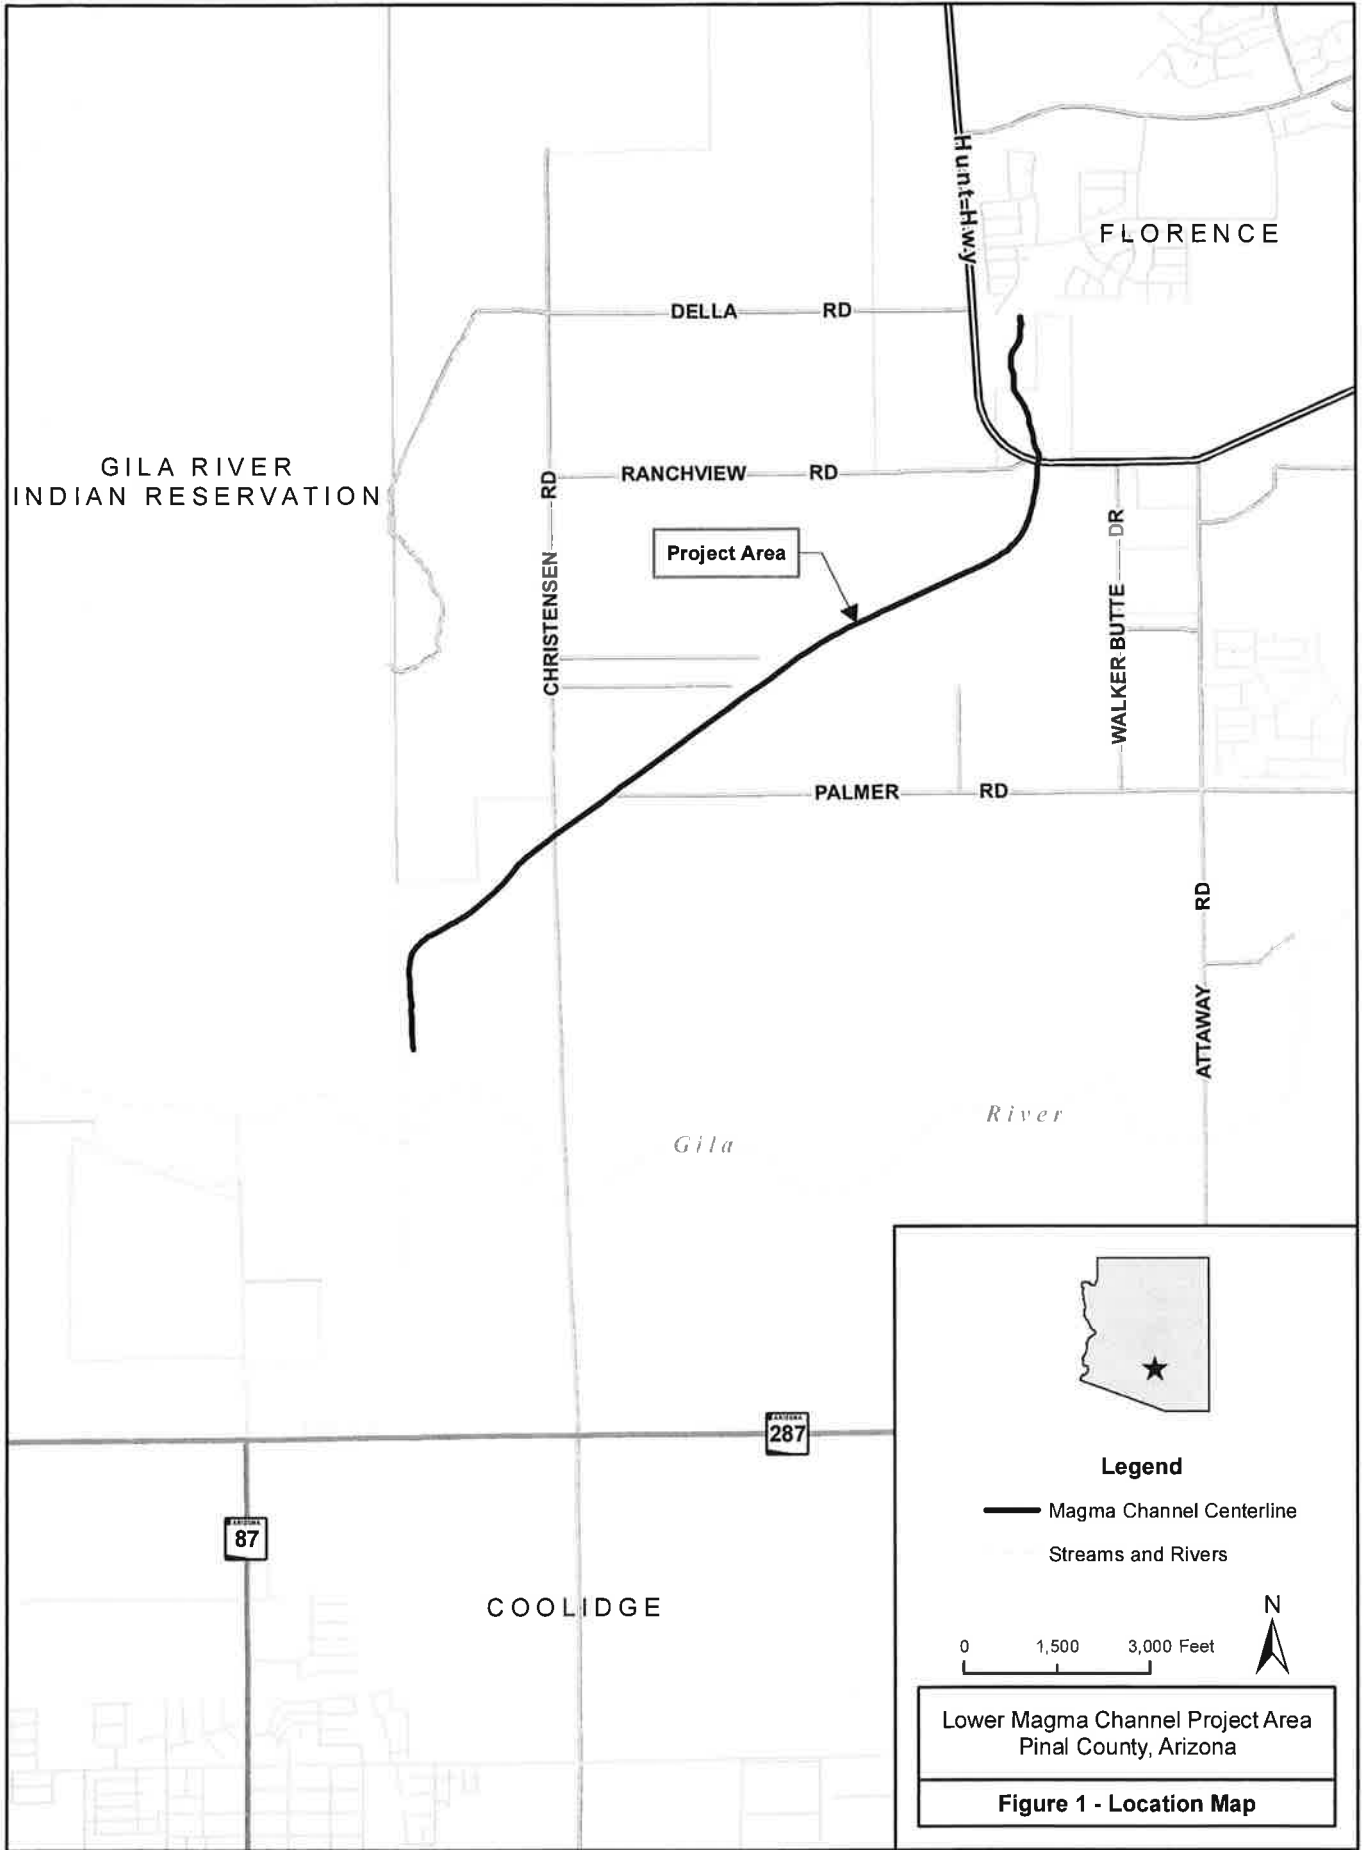 Hunt Hwy
FLORENCE
DELLA RD
GILA RIVER
INDIAN RESERVATION
RANCHVIEW RD
CHRISTENSEN RD
Project Area
WALKER BUTTE DR
PALMER RD
ATTAWAY RD
Gila River
ARIZONA
287
ARIZONA
87
COOLIDGE
Legend
Magma Channel Centerline
Streams and Rivers
N
0 1,500 3,000 Feet
Lower Magma Channel Project Area
Pinal County, Arizona
Figure 1 - Location Map